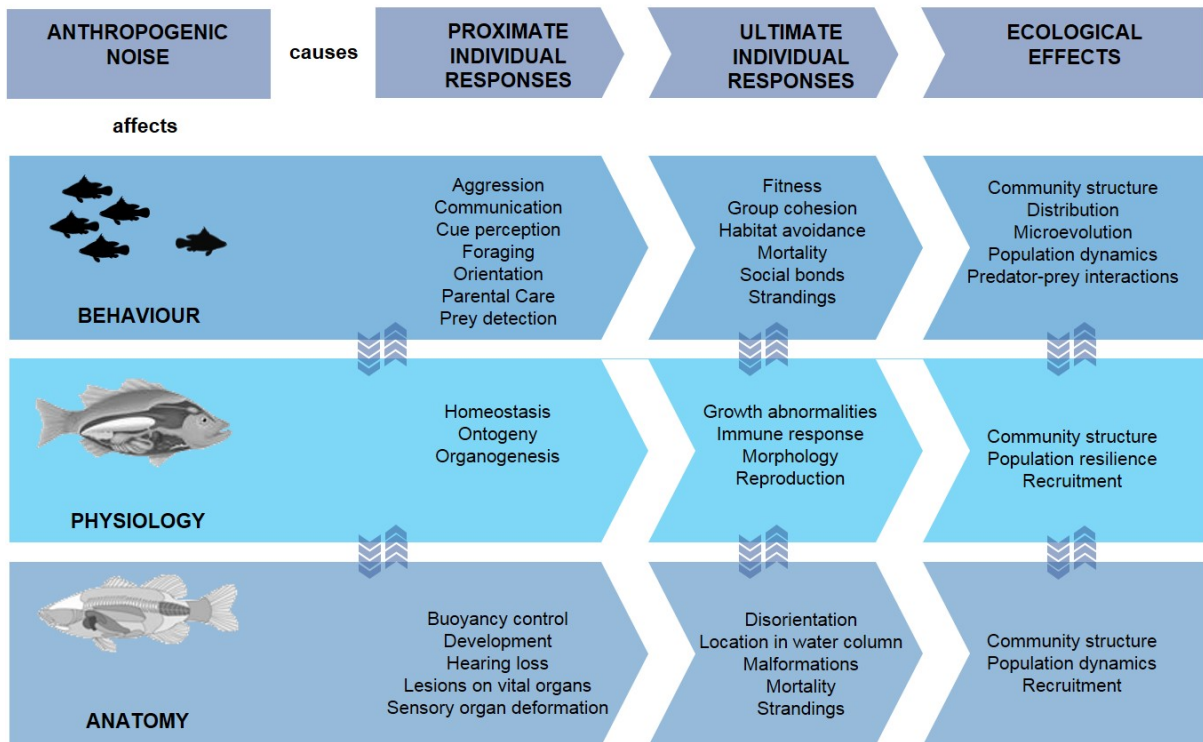 ANTHROPOGENIC
NOISE
causes
PROXIMATE
INDIVIDUAL
RESPONSES
ULTIMATE
INDIVIDUAL
RESPONSES
ECOLOGICAL
EFFECTS
affects
BEHAVIOUR
Aggression
Communication
Cue perception
Foraging
Orientation
Parental Care
Prey detection
Fitness
Group cohesion
Habitat avoidance
Mortality
Social bonds
Strandings
Community structure
Distribution
Microevolution
Population dynamics
Predator-prey interactions
PHYSIOLOGY
Homeostasis
Ontogeny
Organogenesis
Growth abnormalities
Immune response
Morphology
Reproduction
Community structure
Population resilience
Recruitment
ANATOMY
Buoyancy control
Development
Hearing loss
Lesions on vital organs
Sensory organ deformation
Disorientation
Location in water column
Malformations
Mortality
Strandings
Community structure
Population dynamics
Recruitment